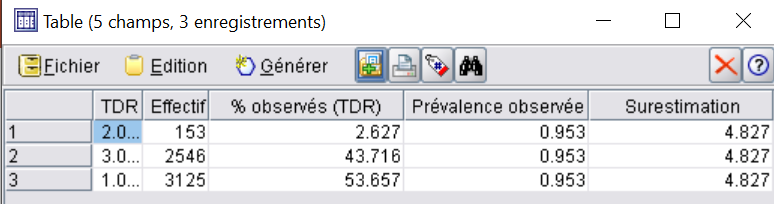 Table (5 champs, 3 enregistrements)
Fichier Edition Générer
TDR Effectif % observés (TDR) Prévalence observée Surestimation
1 2.0... 153 2.627 0.953 4.827
2 3.0... 2546 43.716 0.953 4.827
3 1.0... 3125 53.657 0.953 4.827